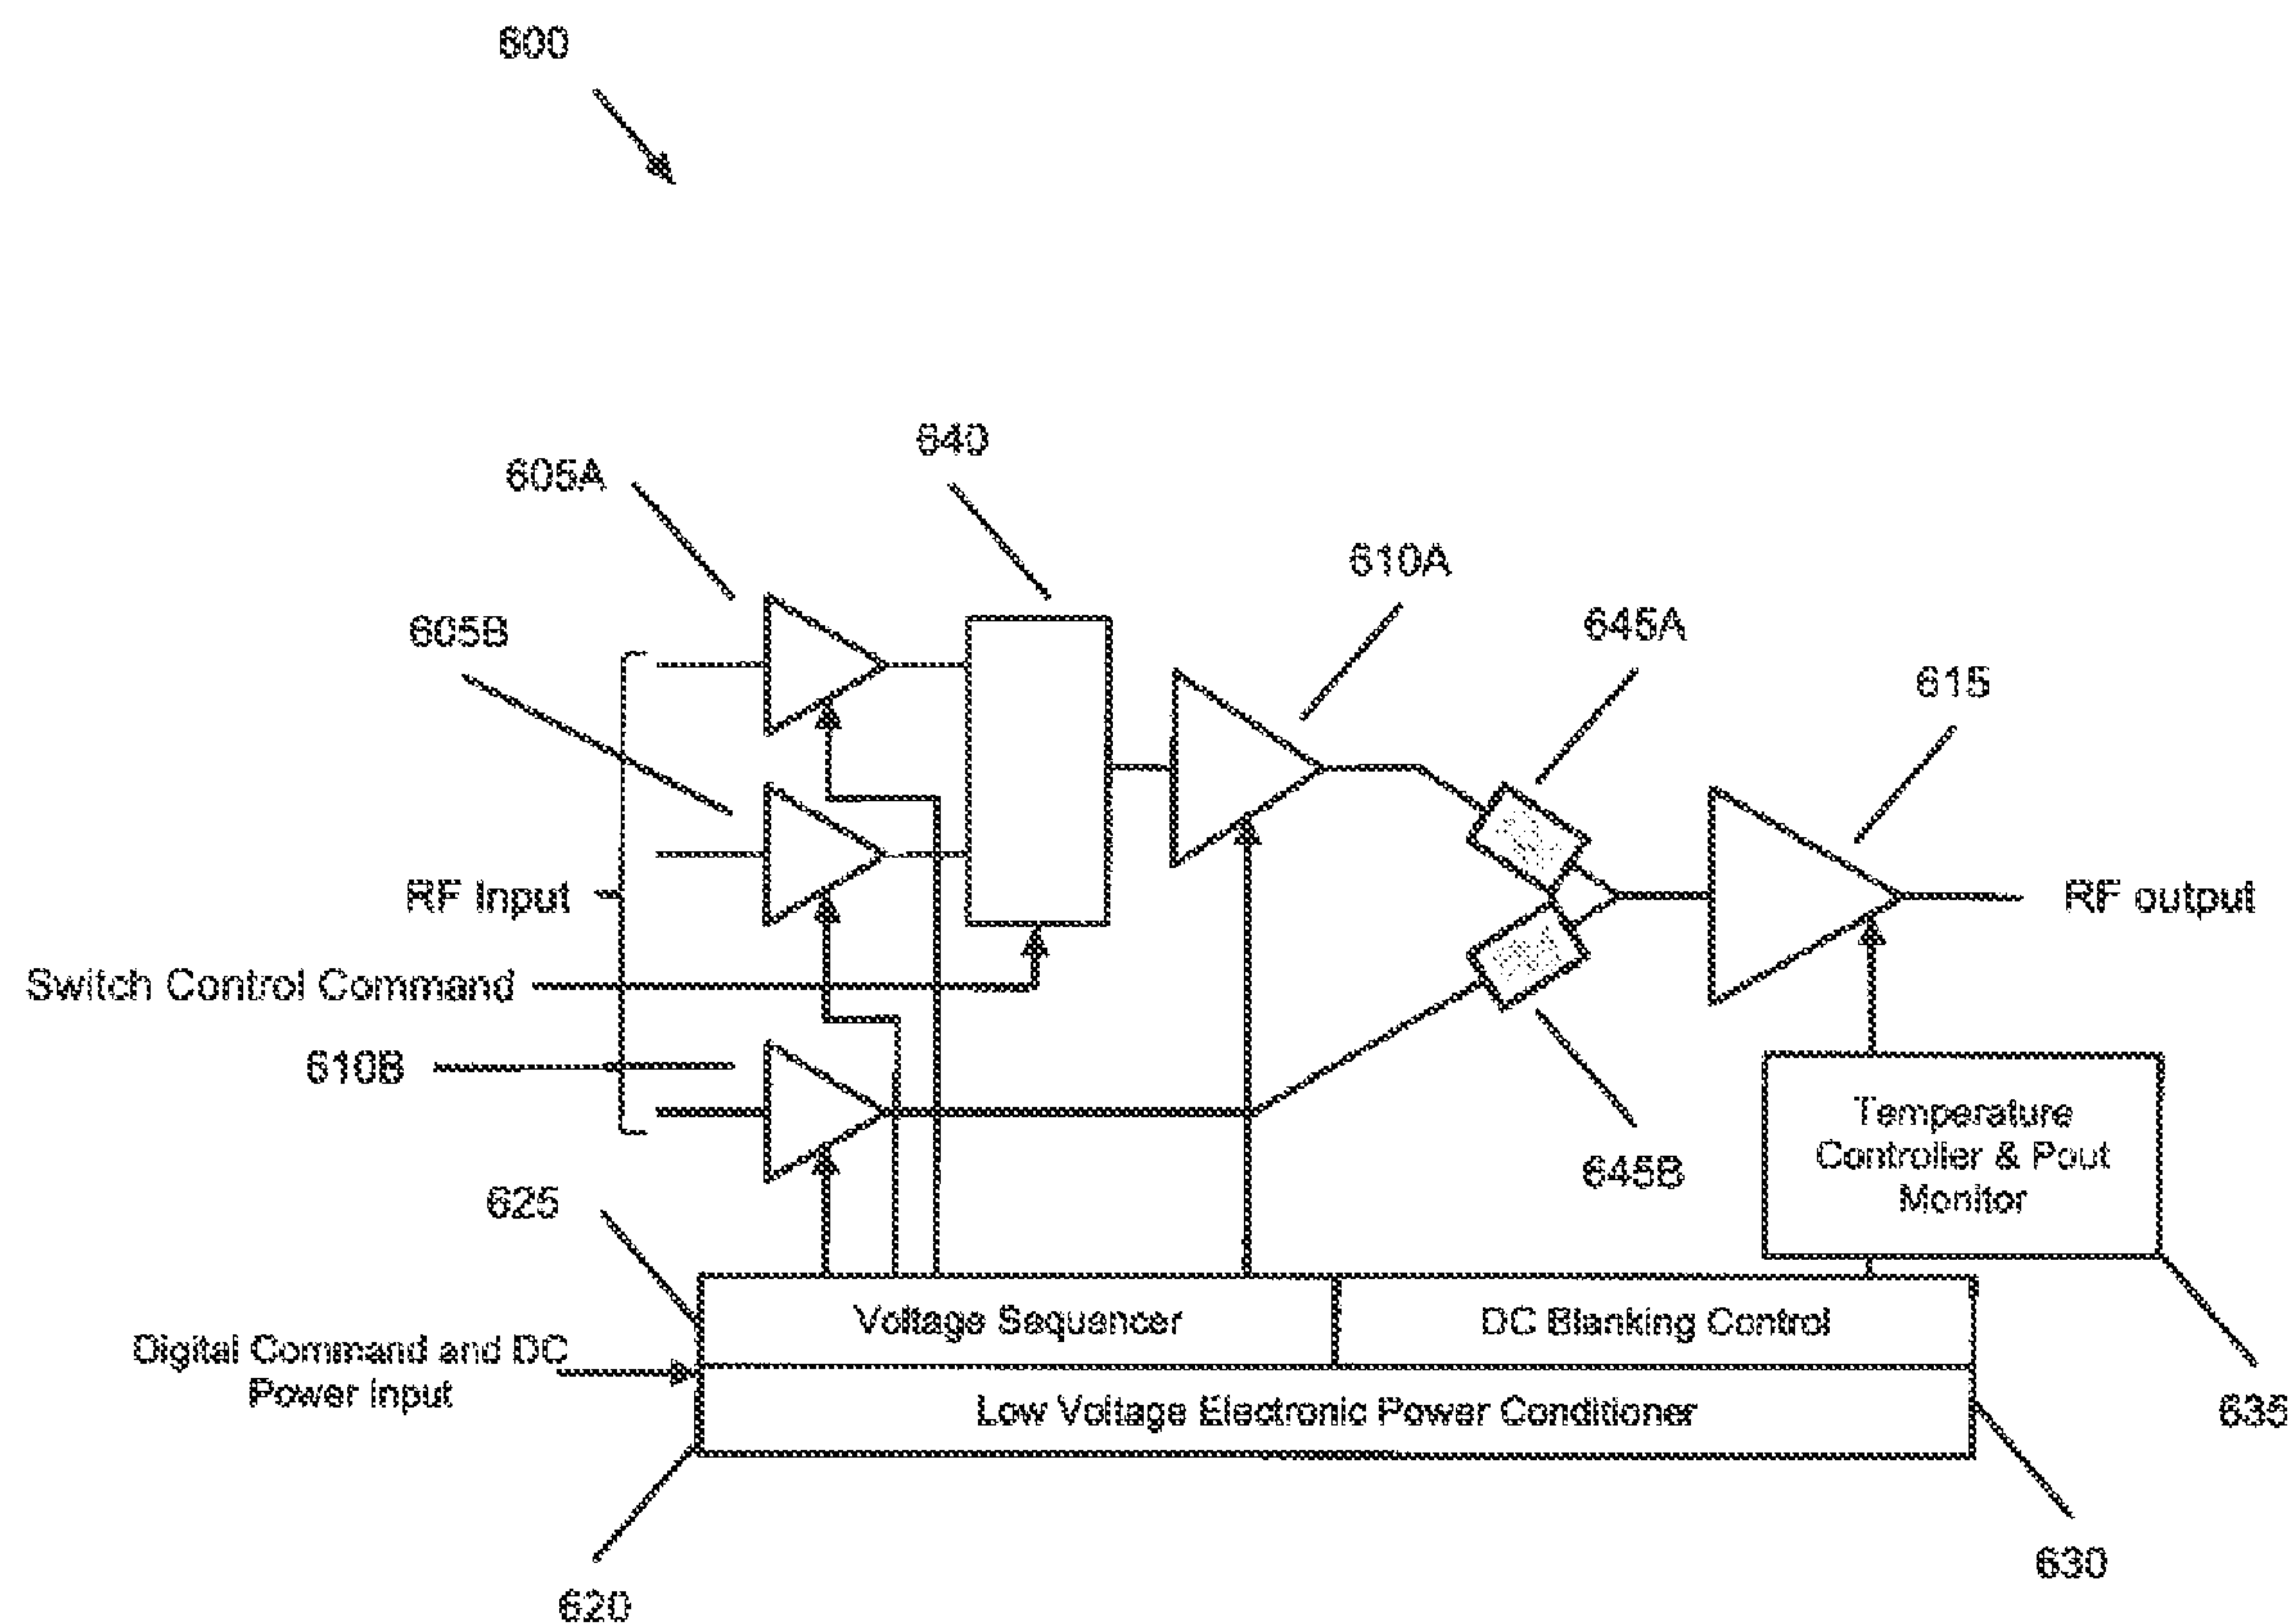 600
640
605A
610A
605B
645A
615
RF Input
RF output
Switch Control Command
610B
Temperature
Controller & Pout
Monitor
645B
625
Voltage Sequancer
DC Blanking Control
Digital Command and DC
Power Input
Low Voltage Electronic Power Conditioner
635
630
620